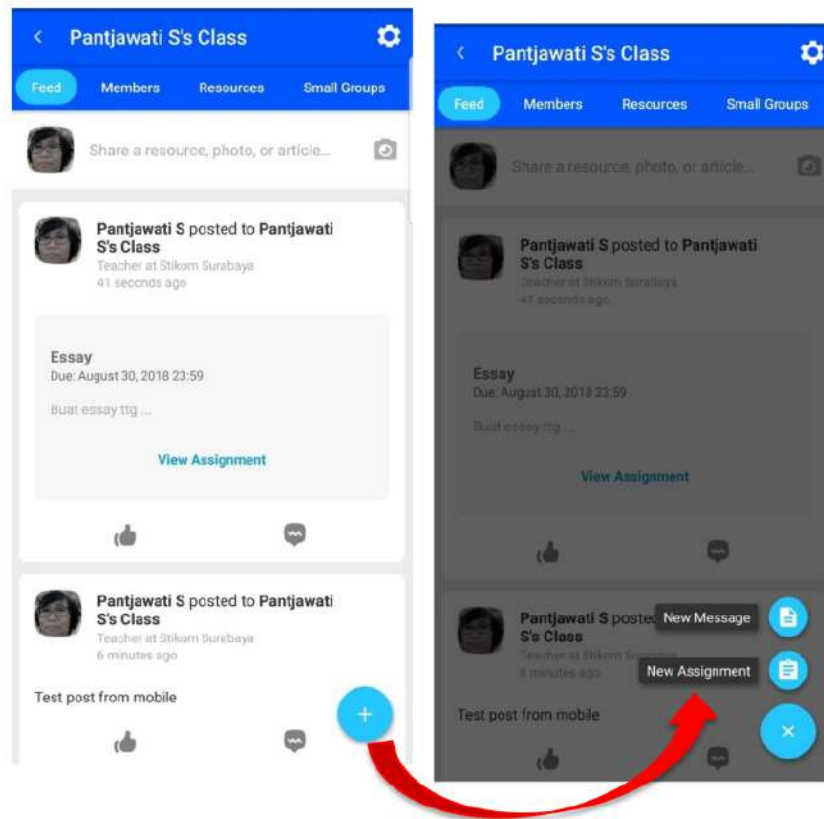 Pantjawati S's Class
Feed Members Resources Small Groups
Share a resource, photo, or article...
Pantjawati S posted to Pantjawati
S's Class
Teacher at Stikom Surabaya
41 seconds ago
Essay
Due: August 30, 2018 23:59
Buat essay ttg ...
View Assignment
Pantjawati S posted to Pantjawati
S's Class
Teacher at Stikom Surabaya
6 minutes ago
Test post from mobile
+
Pantjawati S's Class
Feed Members Resources Small Groups
Share a resource, photo, or article...
Pantjawati S posted to Pantjawati
S's Class
Teacher at Stikom Surabaya
41 seconds ago
Essay
Due: August 30, 2018 23:59
Buat essay ttg ...
View Assignment
Pantjawati S posted New Message
S's Class
Teacher at Stikom
6 minutes ago
New Assignment
Test post from mobile
×